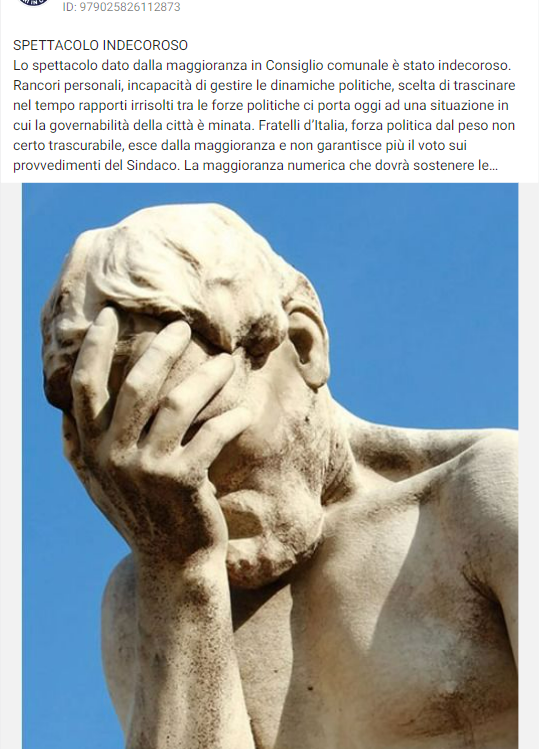 ID: 979025826112873
SPETTACOLO INDECOROSO
Lo spettacolo dato dalla maggioranza in Consiglio comunale è stato indecoroso.
Rancori personali, incapacità di gestire le dinamiche politiche, scelta di trascinare
nel tempo rapporti irrisolti tra le forze politiche ci porta oggi ad una situazione in
cui la governabilità della città è minata. Fratelli d’Italia, forza politica dal peso non
certo trascurabile, esce dalla maggioranza e non garantisce più il voto sui
provvedimenti del Sindaco. La maggioranza numerica che dovrà sostenere le…